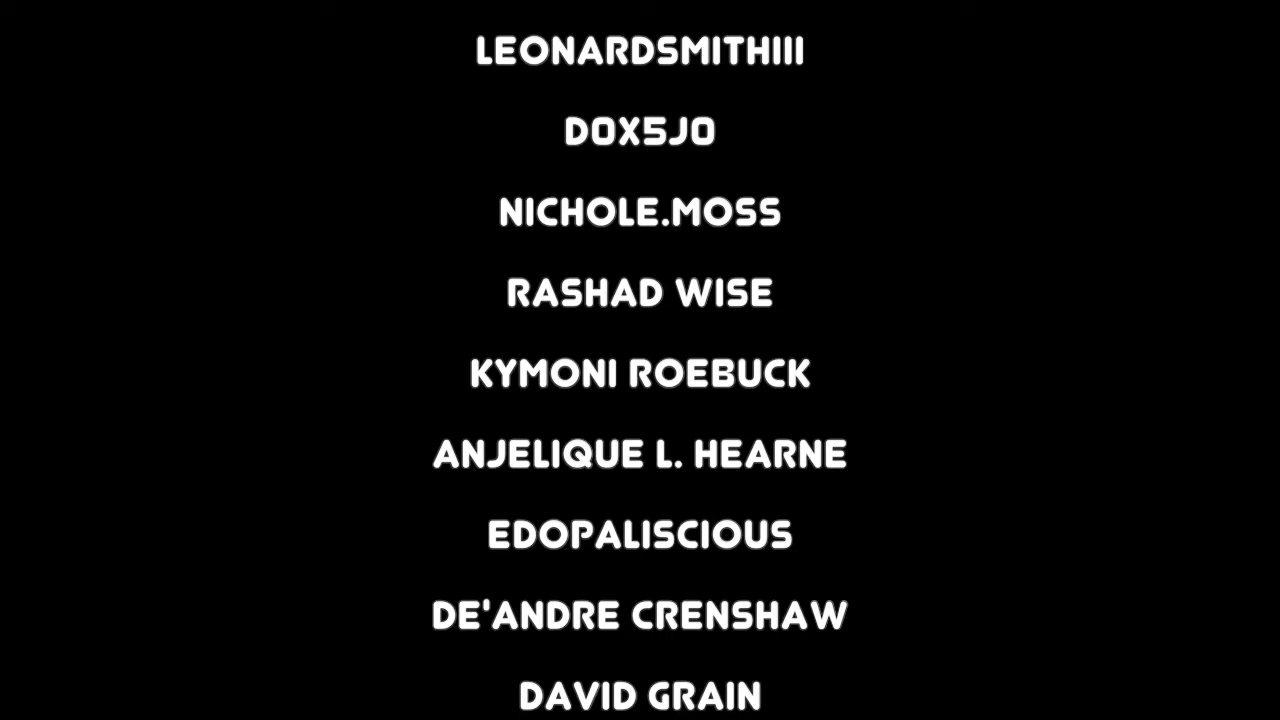 LEONARDSMITHIII
D0X5J0
NICHOLE.MOSS
RASHAD WISE
KYMONI ROEBUCK
ANJELIQUE L. HEARNE
EDOPALISCIOUS
DE'ANDRE CRENSHAW
DAVID GRAIN